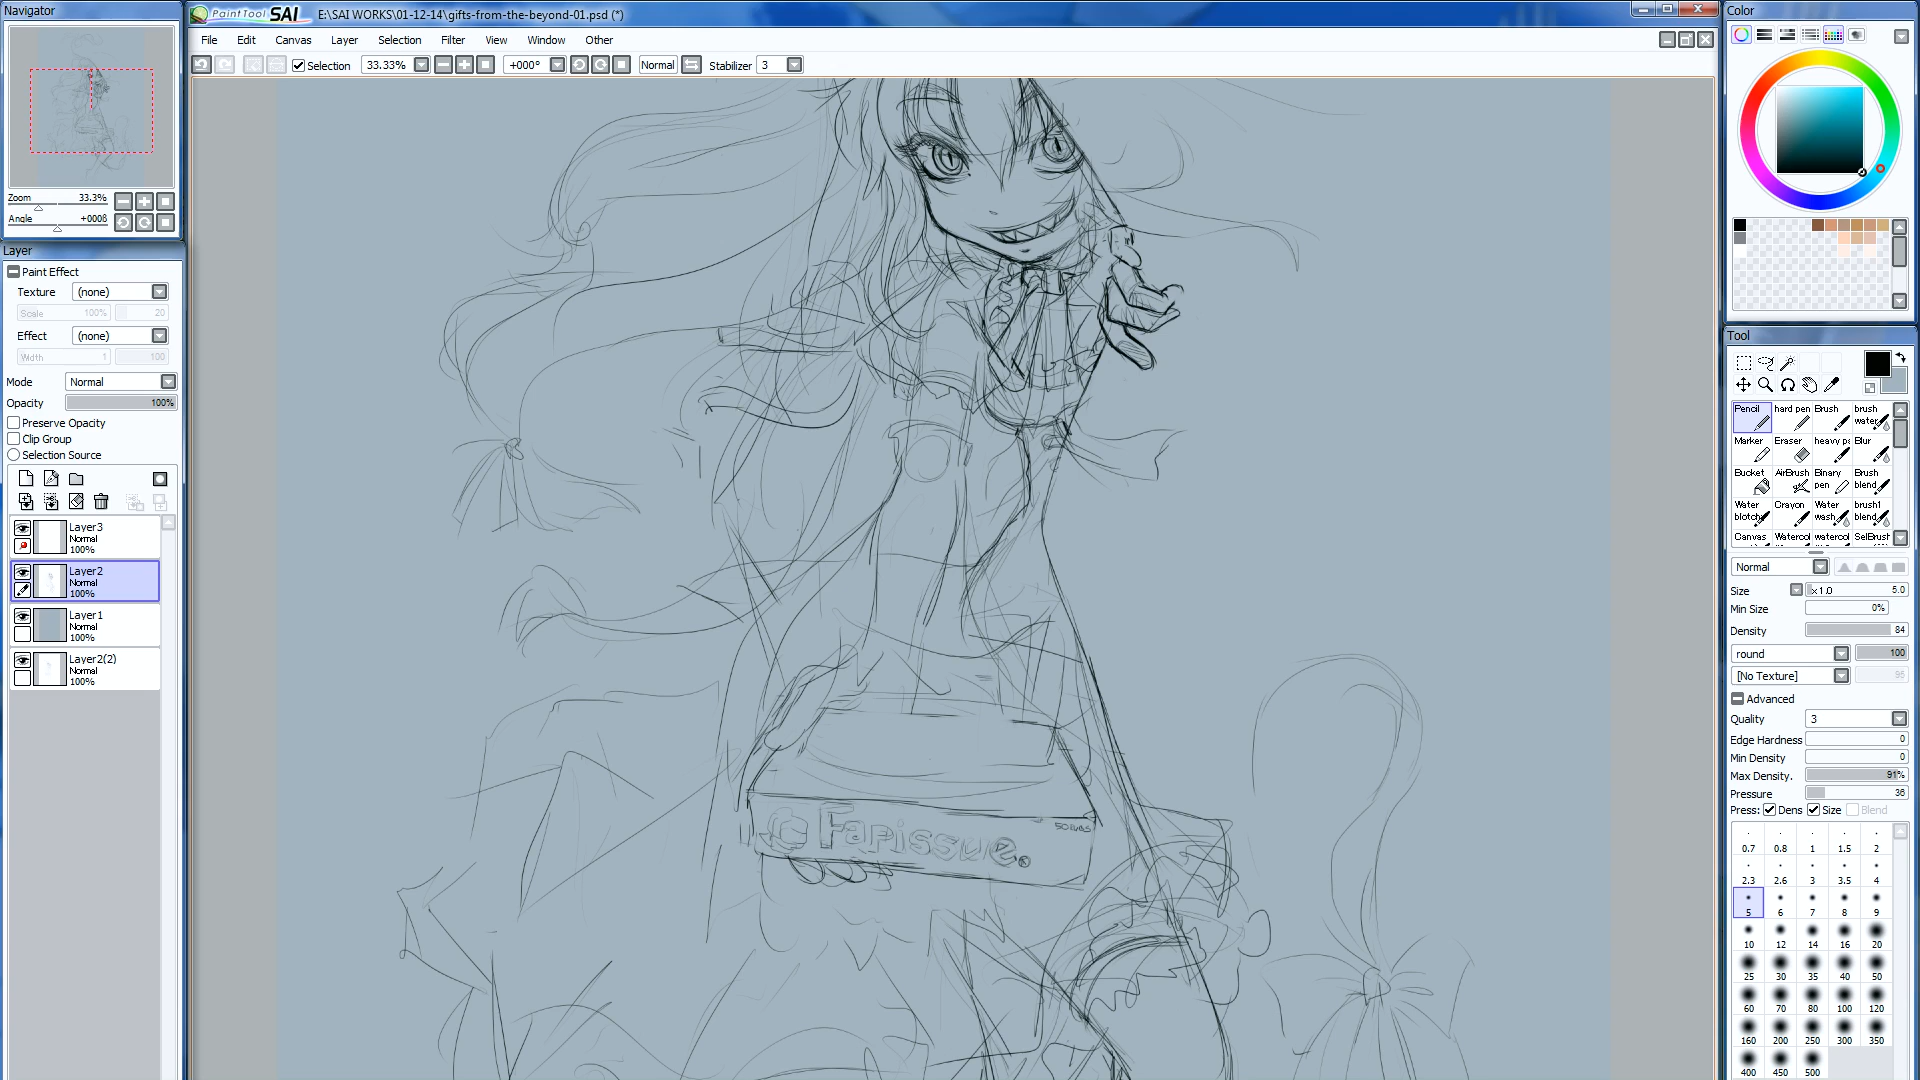 Navigator
PaintTool SAI E:\SAI WORKS\01-12-14\gifts-from-the-beyond-01.psd (*)
File Edit Canvas Layer Selection Filter View Window Other
Selection 33.33% +000° Normal Stabilizer 3
Zoom 33.3%
Angle +000ß
Layer
Paint Effect
Texture (none)
Scale 100% 20
Effect (none)
Width 1 100
Mode Normal
Opacity 100%
Preserve Opacity
Clip Group
Selection Source
Layer3
Normal
100%
Layer2
Normal
100%
Layer1
Normal
100%
Layer2(2)
Normal
100%
Fapissue®
Color
Tool
Pencil hard pen Brush brush water
Marker Eraser heavy p Blur
Bucket AirBrush Binary pen Brush blend
Water blotch Crayon Water wash brush1 blend
Canvas Watercol watercol SelBrush
Normal
Size x1.0 5.0
Min Size 0%
Density 84
round 100
[No Texture] 95
Advanced
Quality 3
Edge Hardness 0
Min Density 0
Max Density. 91%
Pressure 36
Press: Dens Size Blend
0.7 0.8 1 1.5 2
2.3 2.6 3 3.5 4
5 6 7 8 9
10 12 14 16 20
25 30 35 40 50
60 70 80 100 120
160 200 250 300 350
400 450 500